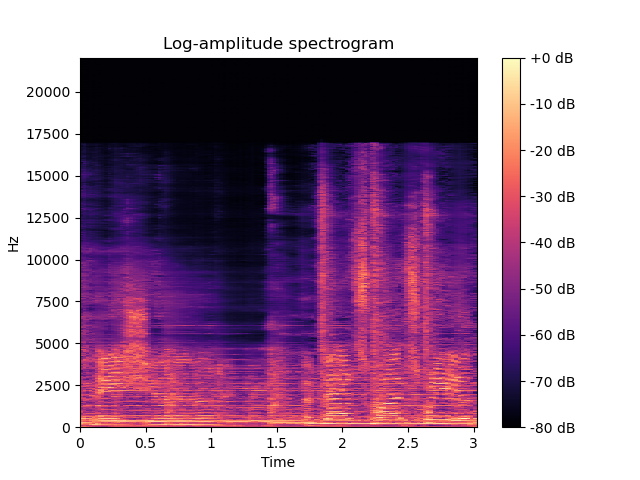 Log-amplitude spectrogram
20000
17500
15000
12500
10000
7500
5000
2500
0
Hz
0 0.5 1 1.5 2 2.5 3
Time
+0 dB
-10 dB
-20 dB
-30 dB
-40 dB
-50 dB
-60 dB
-70 dB
-80 dB